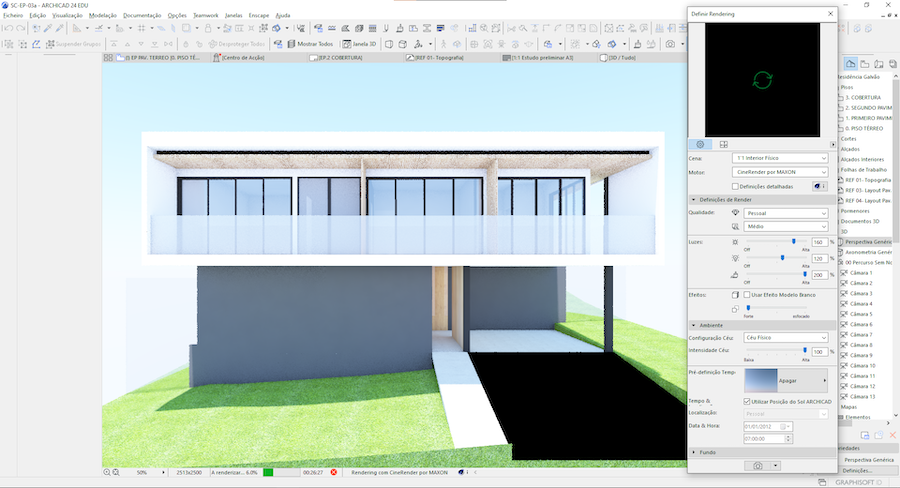 SC-EP-03a - ARCHICAD 24 EDU
Ficheiro Edição Visualização Modelação Documentação Opções Teamwork Janelas Enscape Ajuda
Suspender Grupos
Desproteger Todos
Mostrar Todos
Janela 3D
(I) EP PAV. TERREO [0. PISO TÉ...
[Centro de Acção]
[EP.2 COBERTURA]
[REF 01- Topografia]
[1:1 Estudo preliminar A3]
[3D / Tudo]
50%
2513x2500
A renderizar... 6.0%
00:26:27
Rendering com CineRender por MAXON
Definir Rendering
Cena:
1:1 Interior Físico
Motor:
CineRender por MAXON
Definições detalhadas
Definições de Render
Qualidade:
Pessoal
Médio
Luzes:
160 %
Off Alta
120 %
Off Alta
200 %
Off Alta
Efeitos:
Usar Efeito Modelo Branco
Forte sofocado
Ambiente
Configuração Céu:
Céu Físico
Intensidade Céu:
100 %
Baixa Alta
Pré-definição Temp-
Apagar
Tempo &
Utilizar Posição do Sol ARCHICAD
Localização:
Pessoal
Data & Hora:
01/01/2012
07:00:00
Fundo
Residência Galvão
Pisos
3. COBERTURA
2. SEGUNDO PAVIM
1. PRIMEIRO PAVIM
0. PISO TÉRREO
Cortes
Alçados
Alçados Interiores
Folhas de Trabalho
REF 01- Topografia
REF 03- Layout Pav.
REF 04- Layout Pav.
Pormenores
Documentos 3D
3D
Perspectiva Genéric
Axonometria Genéric
00 Percurso Sem No
Câmara 1
Câmara 2
Câmara 3
Câmara 4
Câmara 5
Câmara 6
Câmara 7
Câmara 8
Câmara 9
Câmara 10
Câmara 11
Câmara 12
Câmara 13
Mapas
Elementos
riedades
Perspectiva Genérica
Definições...
GRAPHISOFT